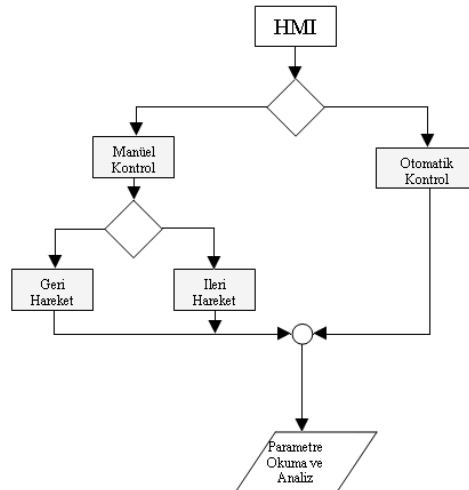 HMI
Manüel
Kontrol
Otomatik
Kontrol
Geri
Hareket
Ileri
Hareket
Parametre
Okuma ve
Analiz